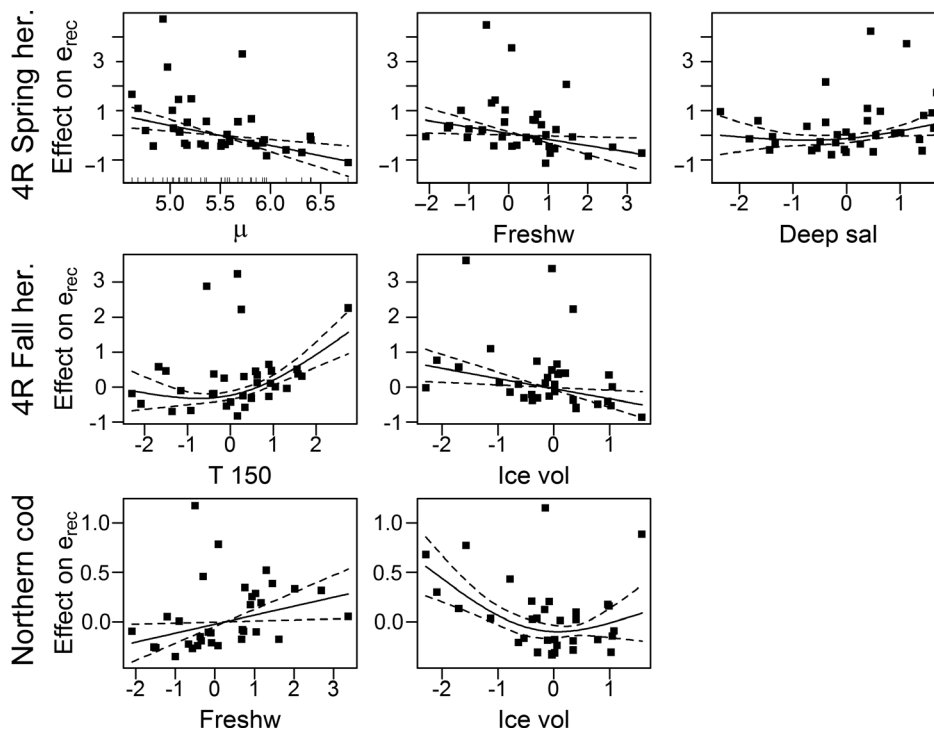 4R Spring her.
Effect on e_rec
3
1
-1
5.0 5.5 6.0 6.5
μ
-2 -1 0 1 2 3
Freshw
3
1
0
-1
-2 -1 0 1
Deep sal
4R Fall her.
Effect on e_rec
3
2
1
0
-1
-2 -1 0 1 2
T 150
3
2
1
0
-1
-2 -1 0 1
Ice vol
Northern cod
Effect on e_rec
1.0
0.5
0.0
-2 -1 0 1 2 3
Freshw
1.0
0.5
0.0
-2 -1 0 1
Ice vol